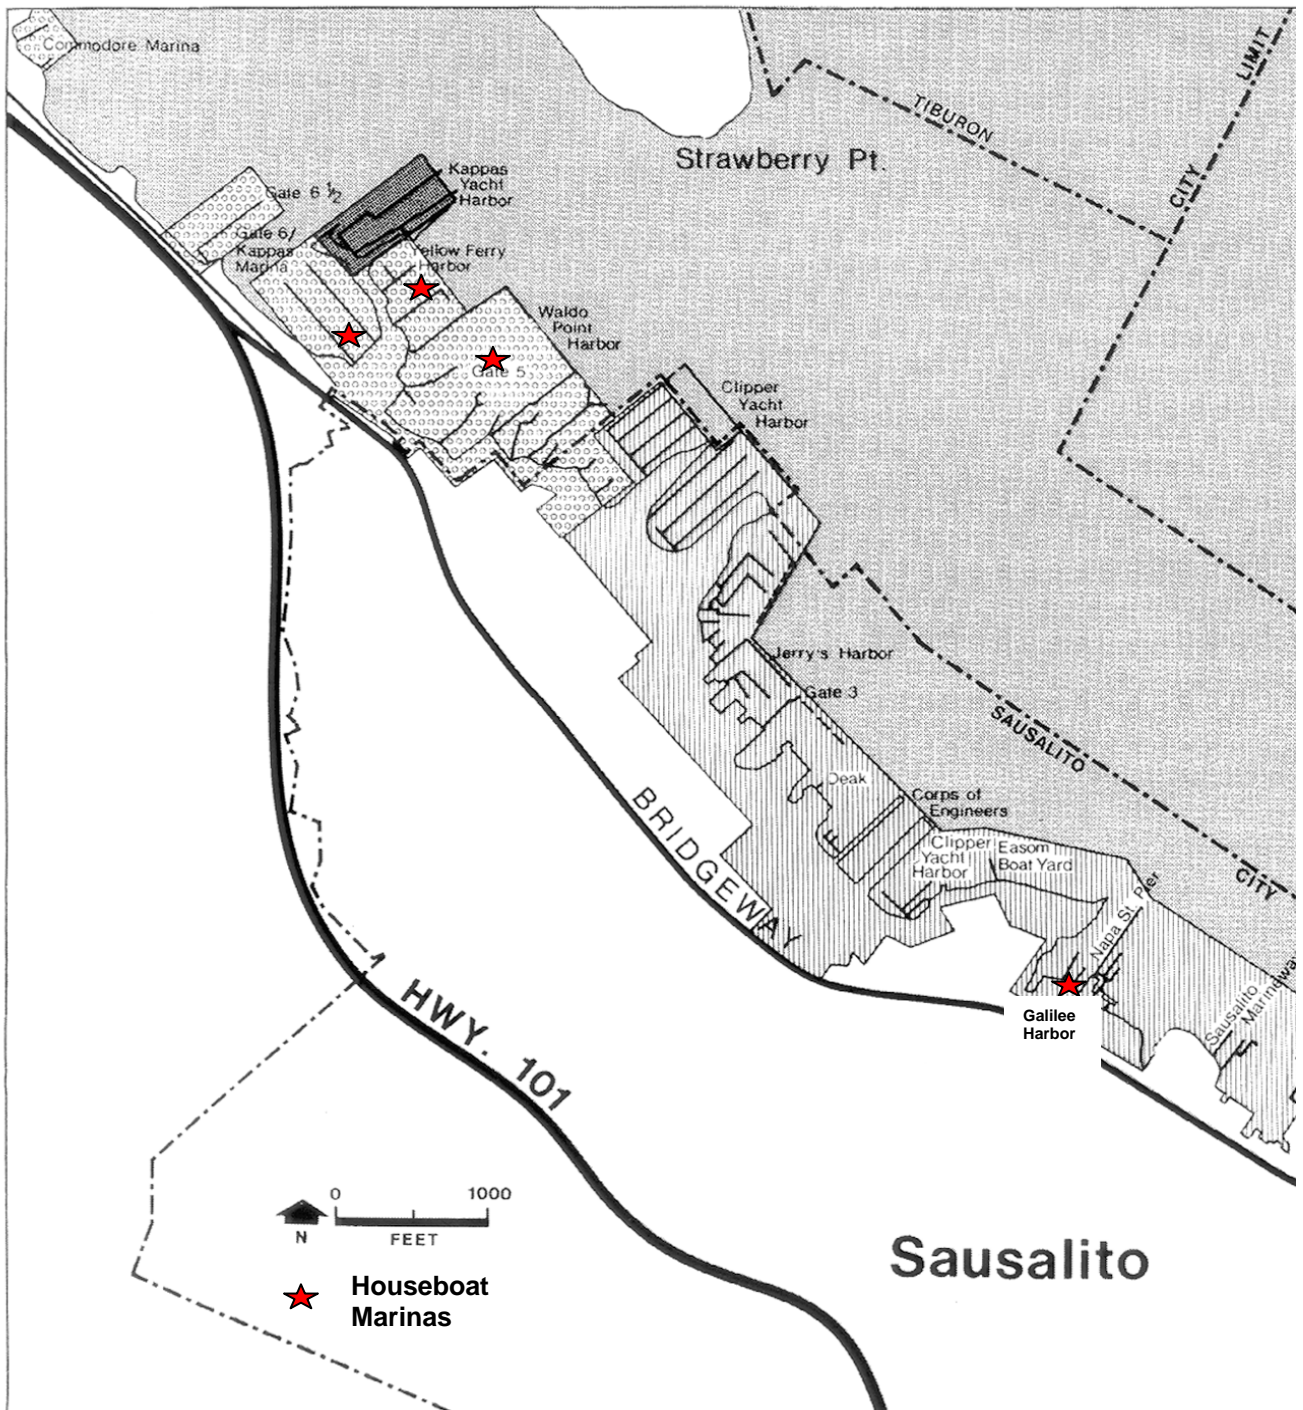 Commodore Marina
LIMIT
CITY
TIBURON
Strawberry Pt.
Kappas
Yacht
Harbor
Gate 6 ½
Gate 6/
Kappas
Marina
Yellow Ferry
Harbor
Waldo
Point
Harbor
Gate 5
Clipper
Yacht
Harbor
Jerry's Harbor
Gate 3
SAUSALITO
CITY
Deak
Corps of
Engineers
Clipper
Yacht
Harbor
Easom
Boat Yard
BRIDGEWAY
Napa St. Pier
Galilee
Harbor
Sausalito
Marineway
HWY. 101
0 1000
FEET
N
Sausalito
Houseboat
Marinas